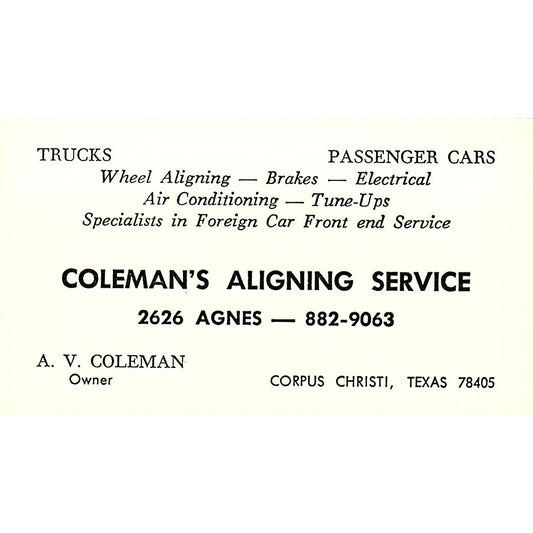 TRUCKS PASSENGER CARS
Wheel Aligning — Brakes — Electrical
Air Conditioning — Tune-Ups
Specialists in Foreign Car Front end Service
COLEMAN'S ALIGNING SERVICE
2626 AGNES — 882-9063
A. V. COLEMAN
Owner CORPUS CHRISTI, TEXAS 78405